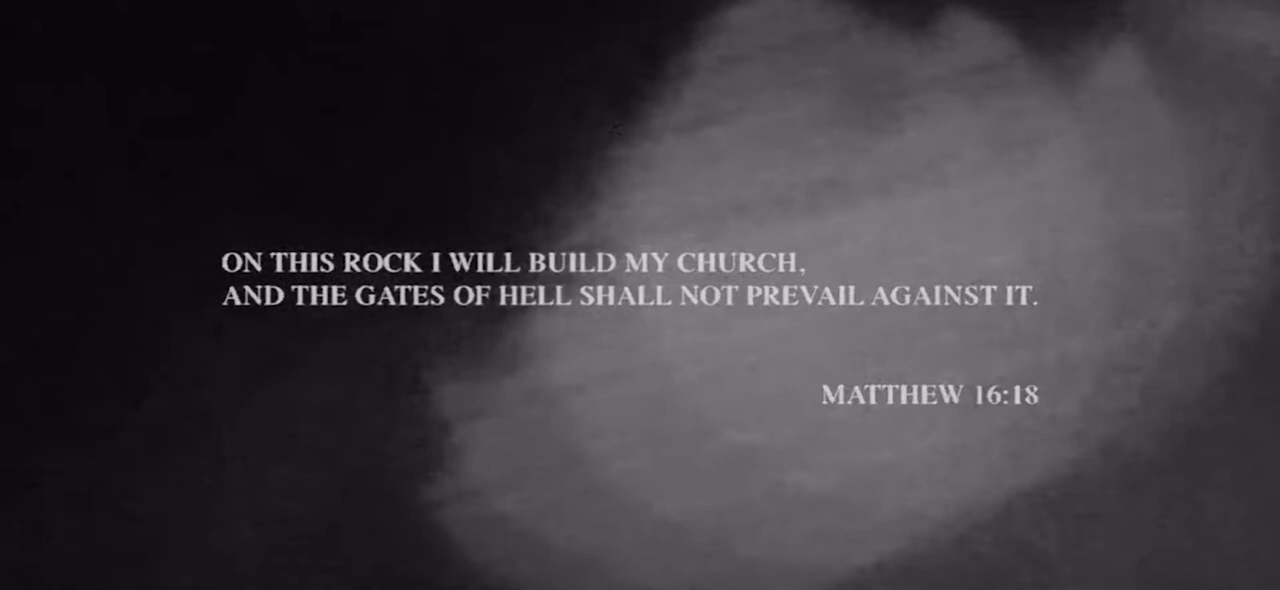 ON THIS ROCK I WILL BUILD MY CHURCH,
AND THE GATES OF HELL SHALL NOT PREVAIL AGAINST IT.
MATTHEW 16:18